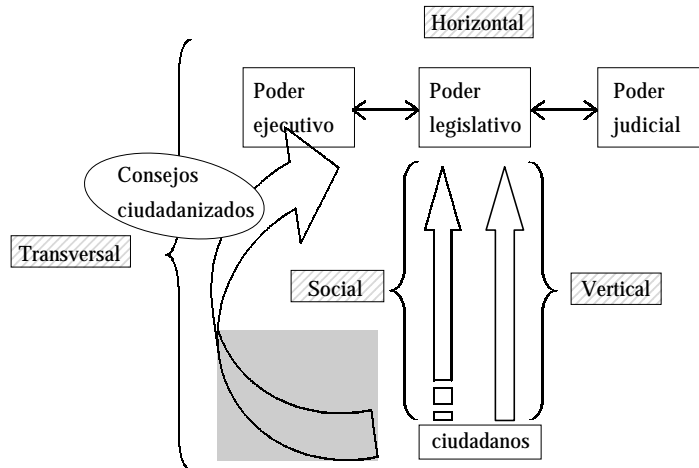 Horizontal
Poder
ejecutivo
Poder
legislativo
Poder
judicial
Consejos
ciudadanizados
Transversal
Social
Vertical
ciudadanos